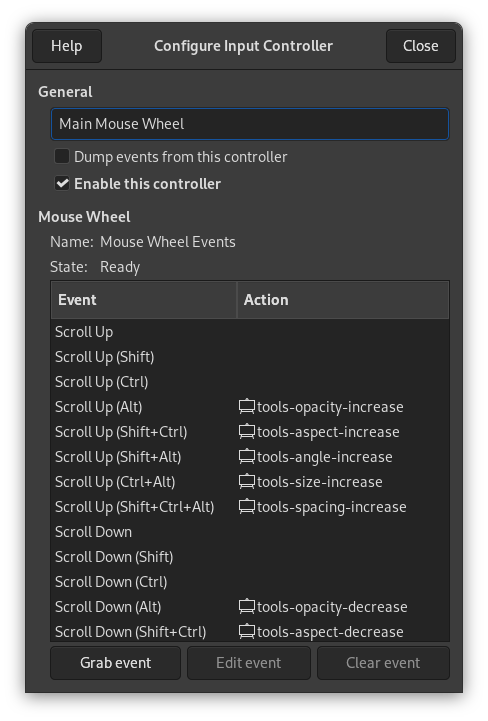 Help Configure Input Controller Close
General
Main Mouse Wheel
Dump events from this controller
Enable this controller
Mouse Wheel
Name: Mouse Wheel Events
State: Ready
Event Action
Scroll Up
Scroll Up (Shift)
Scroll Up (Ctrl)
Scroll Up (Alt) tools-opacity-increase
Scroll Up (Shift+Ctrl) tools-aspect-increase
Scroll Up (Shift+Alt) tools-angle-increase
Scroll Up (Ctrl+Alt) tools-size-increase
Scroll Up (Shift+Ctrl+Alt) tools-spacing-increase
Scroll Down
Scroll Down (Shift)
Scroll Down (Ctrl)
Scroll Down (Alt) tools-opacity-decrease
Scroll Down (Shift+Ctrl) tools-aspect-decrease
Grab event Edit event Clear event